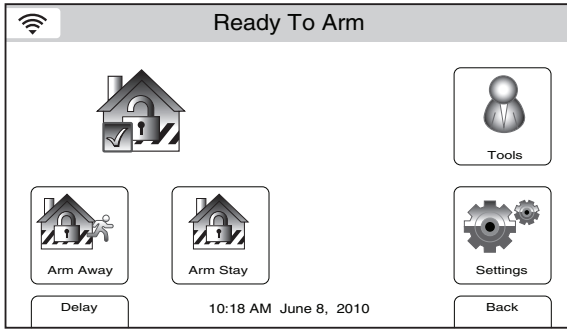 Ready To Arm
Tools
Arm Away
Arm Stay
Settings
Delay
10:18 AM June 8, 2010
Back